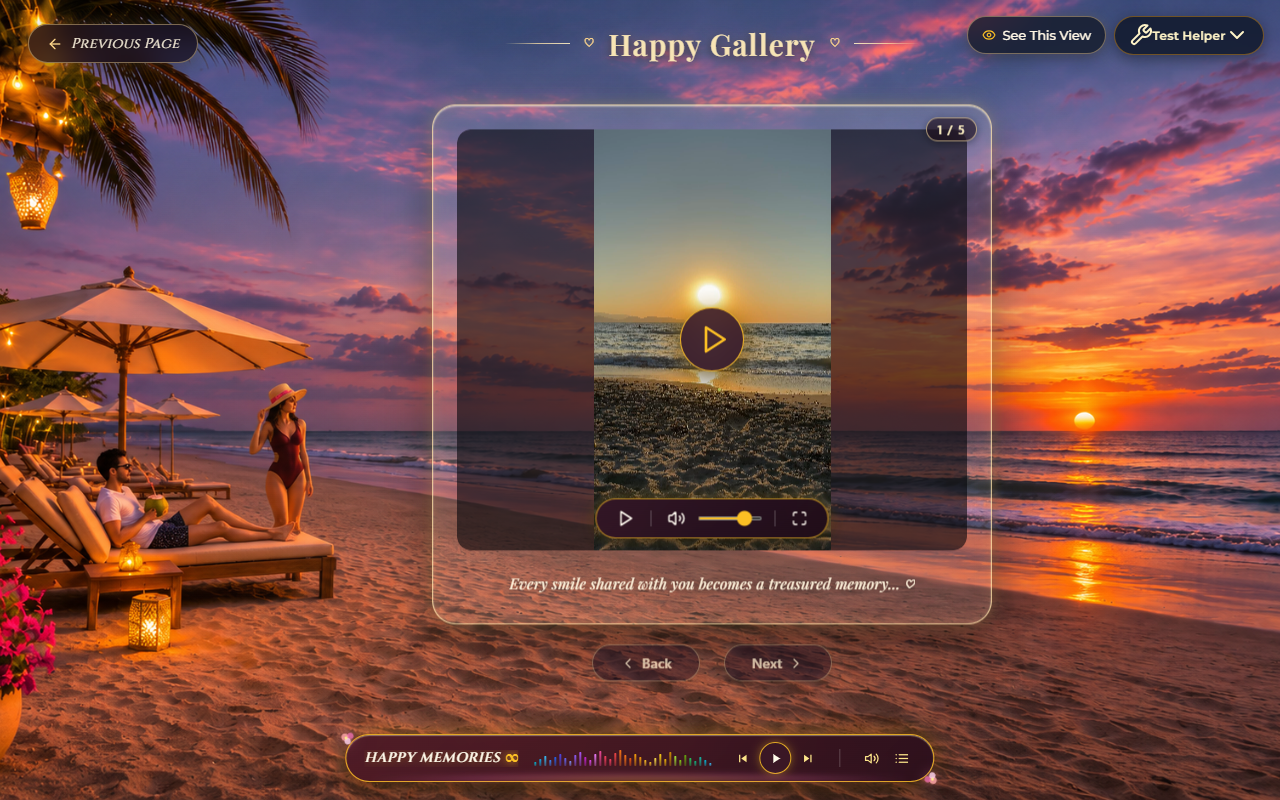 Previous Page
♡ Happy Gallery ♡
See This View
Test Helper
1 / 5
Every smile shared with you becomes a treasured memory... ♡
Back
Next
HAPPY MEMORIES ∞